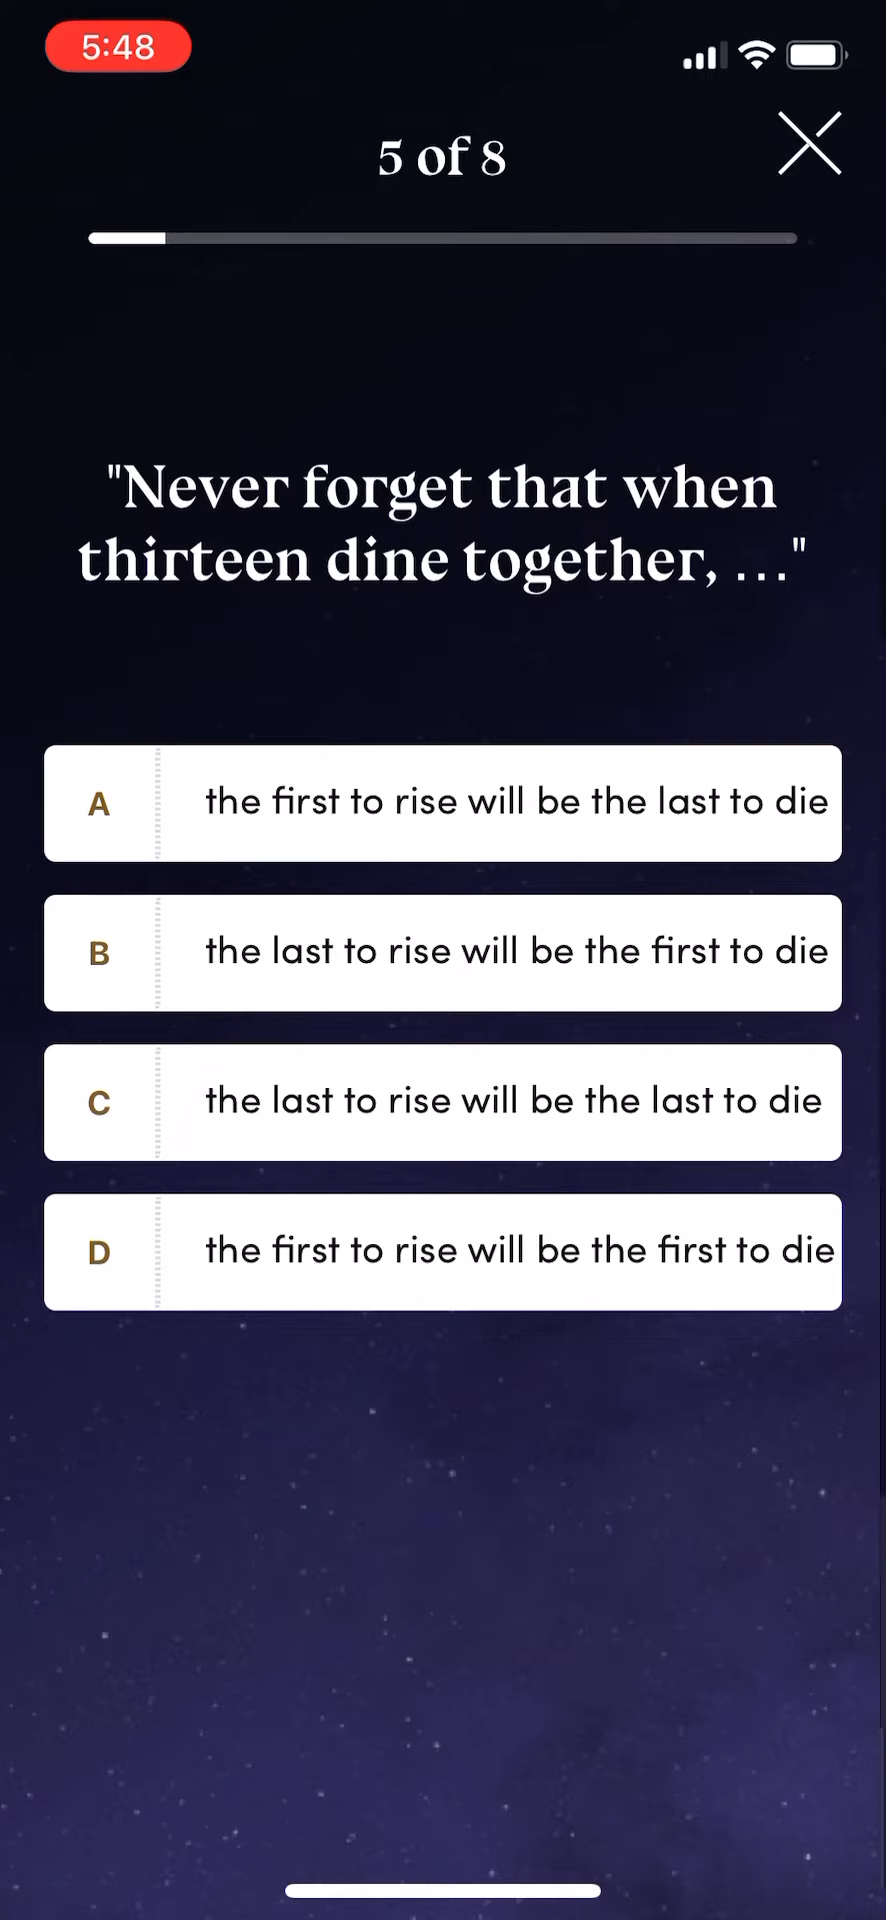 5:48
5 of 8
"Never forget that when
thirteen dine together, ..."
A the first to rise will be the last to die
B the last to rise will be the first to die
C the last to rise will be the last to die
D the first to rise will be the first to die